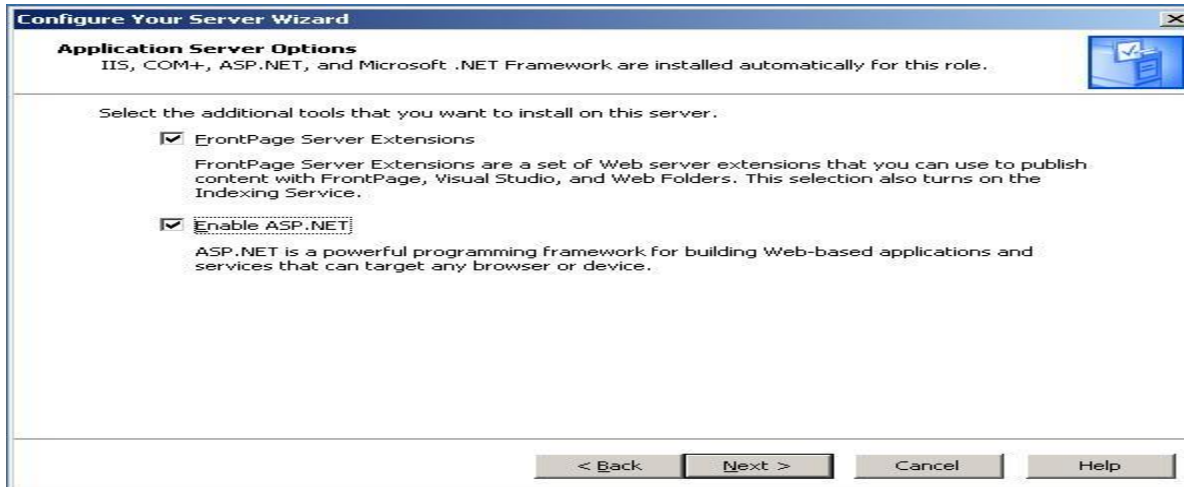 Configure Your Server Wizard
Application Server Options
IIS, COM+, ASP.NET, and Microsoft .NET Framework are installed automatically for this role.
Select the additional tools that you want to install on this server.
FrontPage Server Extensions
FrontPage Server Extensions are a set of Web server extensions that you can use to publish
content with FrontPage, Visual Studio, and Web Folders. This selection also turns on the
Indexing Service.
Enable ASP.NET
ASP.NET is a powerful programming framework for building Web-based applications and
services that can target any browser or device.
< Back Next > Cancel Help